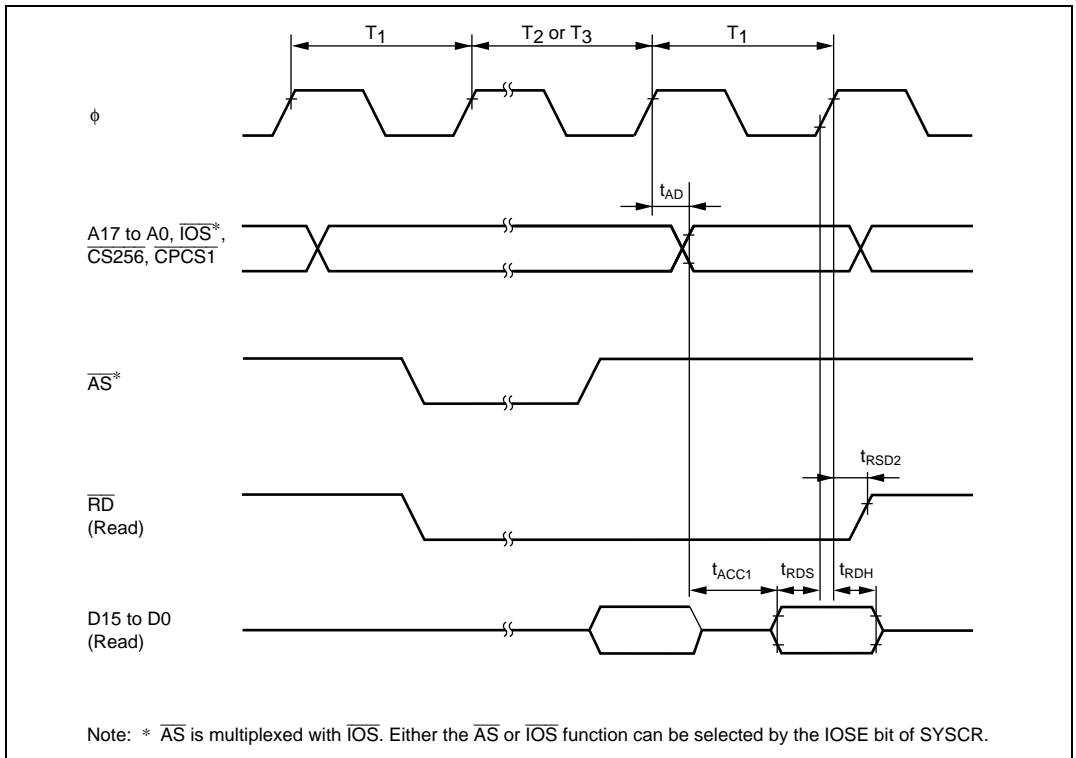 T1 T2 or T3 T1
ϕ
tAD
A17 to A0, IOS*,
CS256, CPCS1
AS*
tRSD2
RD
(Read)
tACC1 tRDS tRDH
D15 to D0
(Read)
Note: * AS is multiplexed with IOS. Either the AS or IOS function can be selected by the IOSE bit of SYSCR.